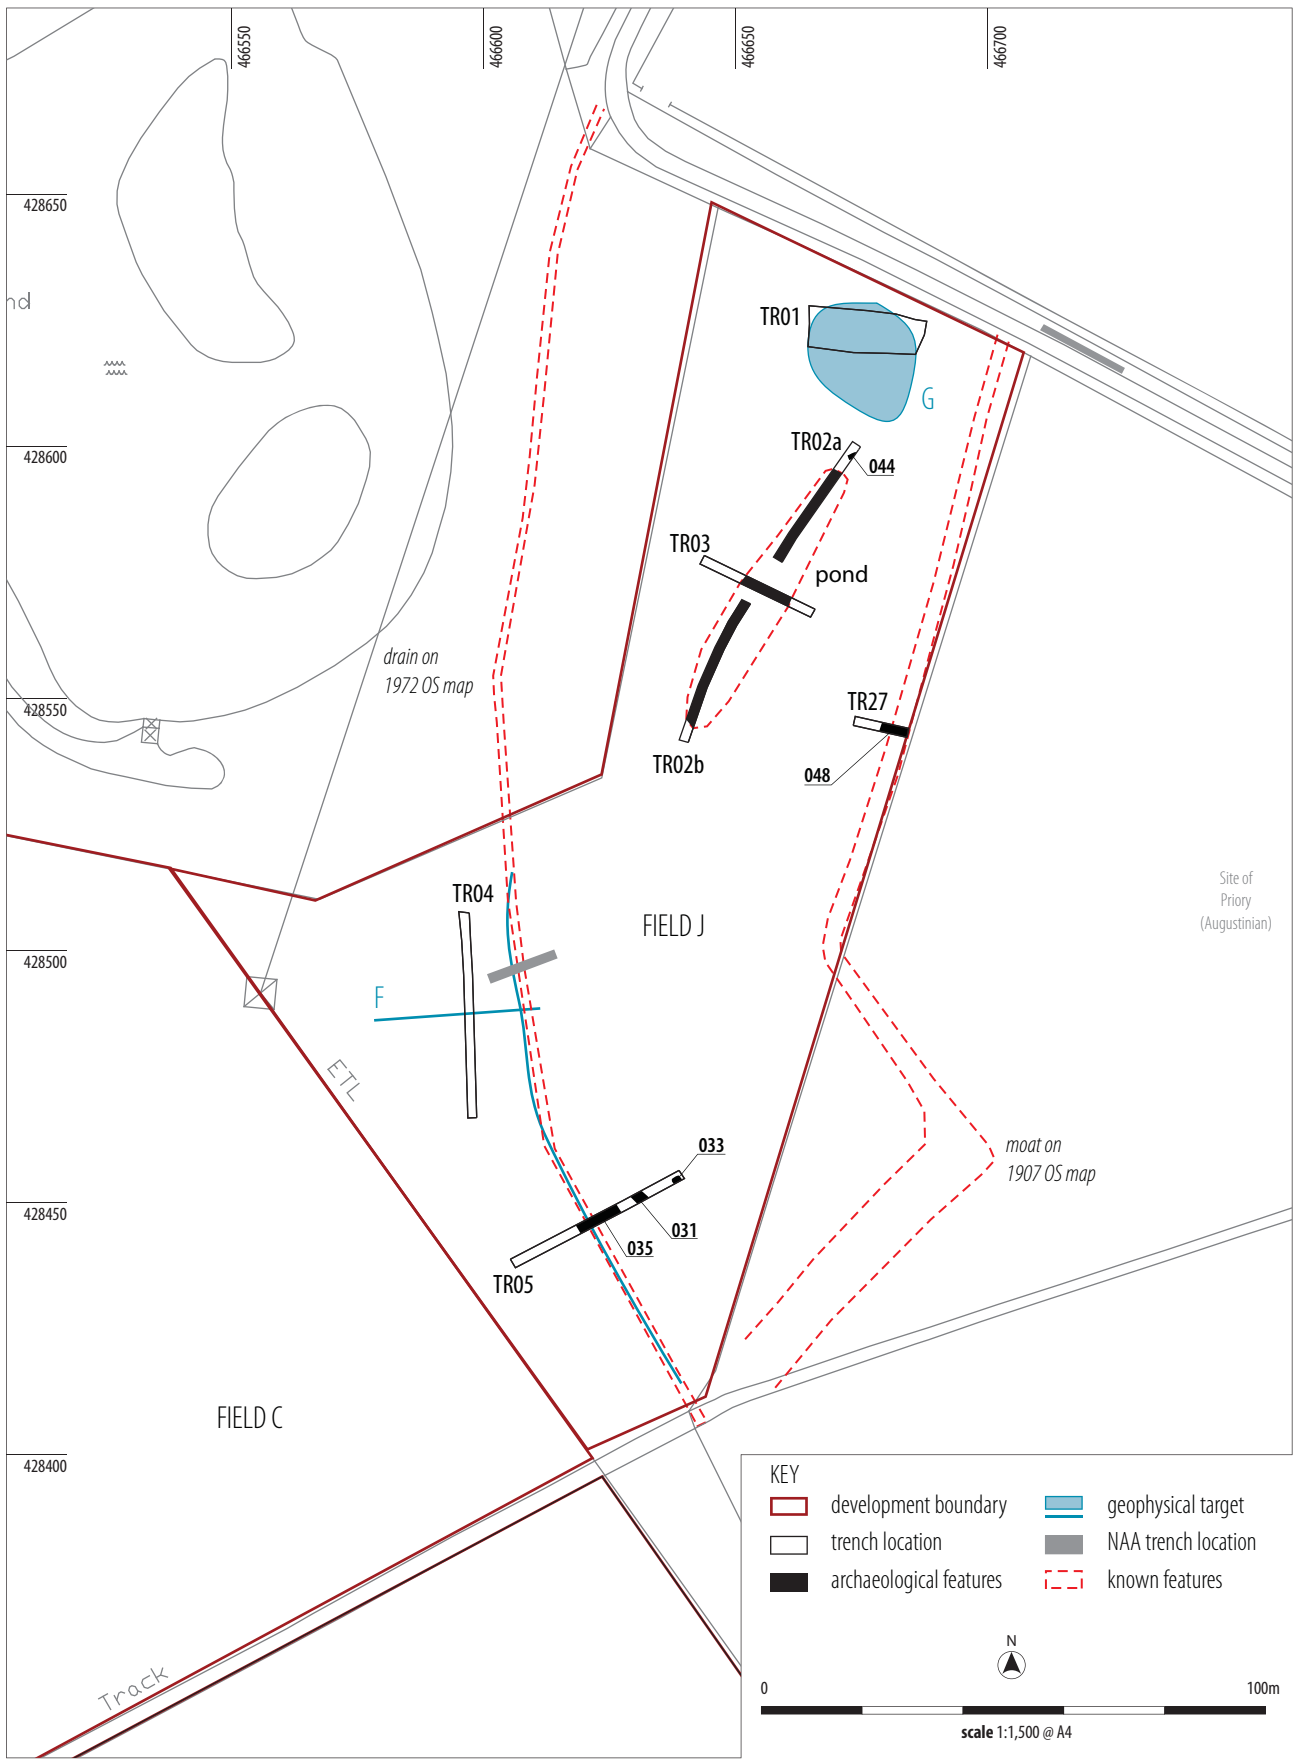 466550
466600
466650
466700
428650
428600
428550
428500
428450
428400
nd
TR01
G
TR02a
044
TR03
pond
drain on
1972 OS map
TR27
TR02b
048
Site of
Priory
(Augustinian)
TR04
FIELD J
F
ETL
033
moat on
1907 OS map
031
035
TR05
FIELD C
Track
KEY
development boundary
geophysical target
trench location
NAA trench location
archaeological features
known features
N
0
100m
scale 1:1,500 @ A4